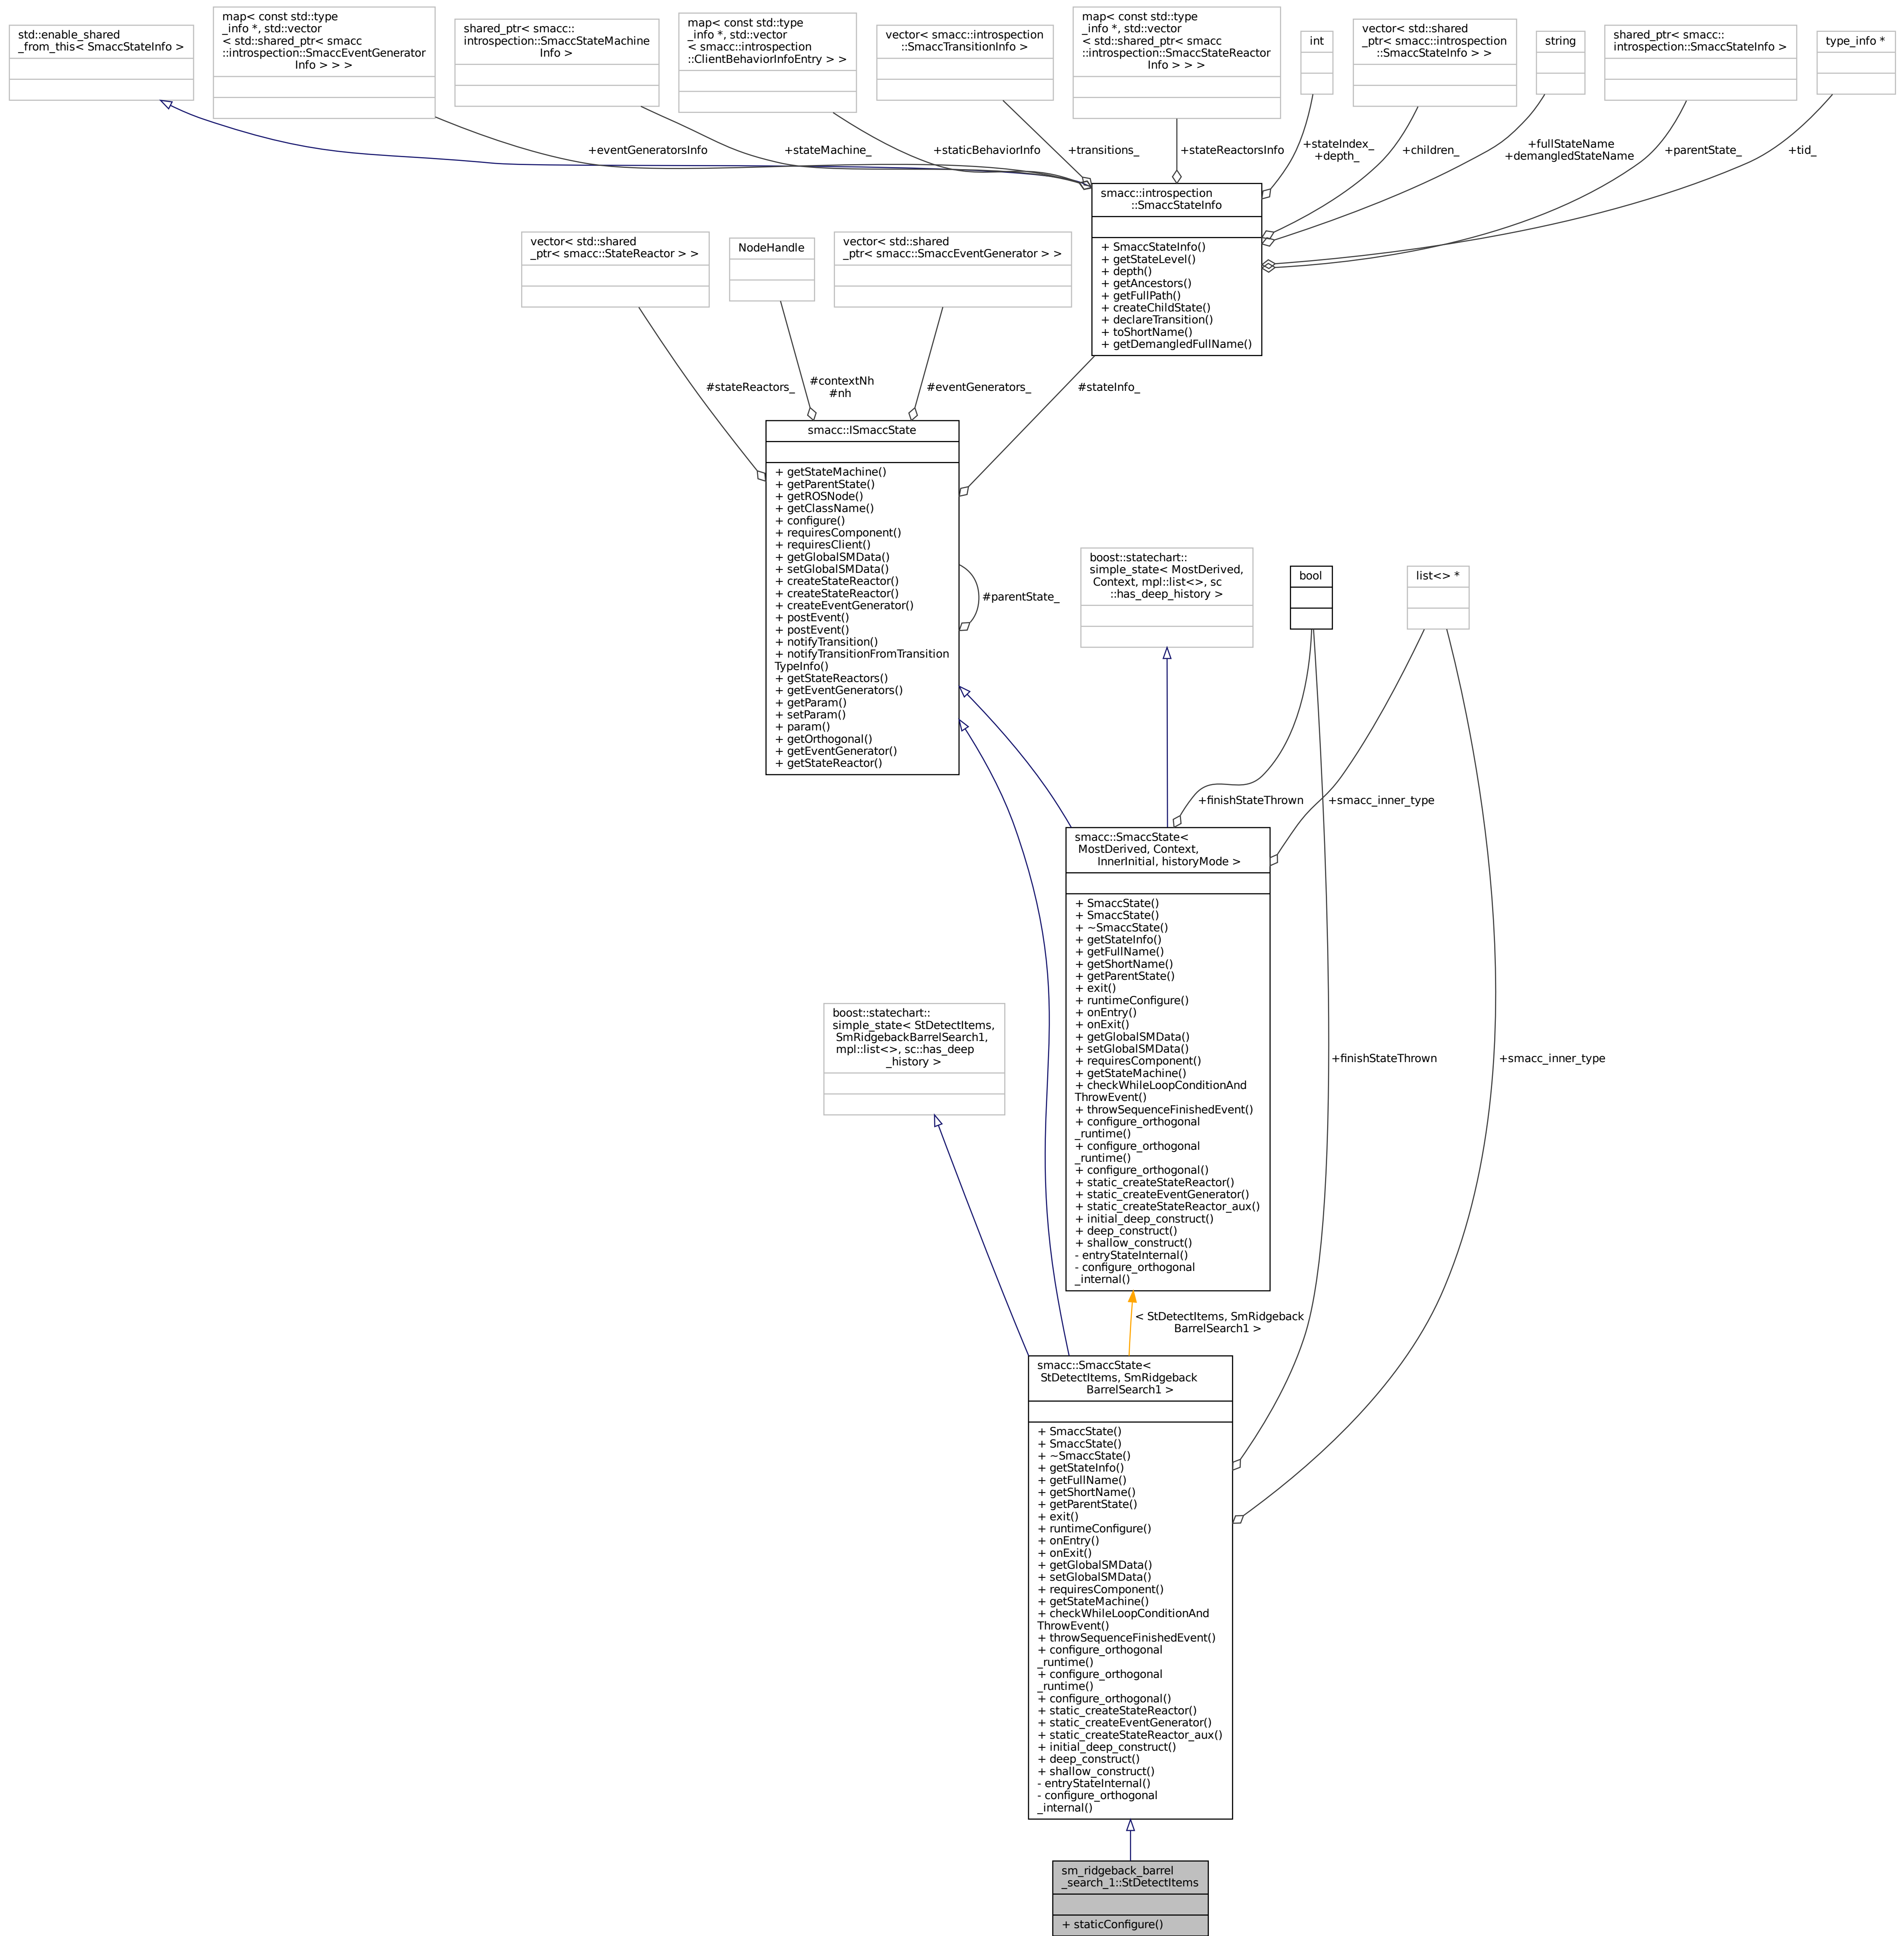 std::enable_shared
_from_this< SmaccStateInfo >
map< const std::type
_info *, std::vector
< std::shared_ptr< smacc
::introspection::SmaccEventGenerator
Info > > >
shared_ptr< smacc::
introspection::SmaccStateMachine
Info >
map< const std::type
_info *, std::vector
< smacc::introspection
::ClientBehaviorInfoEntry > >
vector< smacc::introspection
::SmaccTransitionInfo >
map< const std::type
_info *, std::vector
< std::shared_ptr< smacc
::introspection::SmaccStateReactor
Info > > >
int
vector< std::shared
_ptr< smacc::introspection
::SmaccStateInfo > >
string
shared_ptr< smacc::
introspection::SmaccStateInfo >
type_info *
+eventGeneratorsInfo
+stateMachine_
+staticBehaviorInfo
+transitions_
+stateReactorsInfo
+stateIndex_
+depth_
+children_
+fullStateName
+demangledStateName
+parentState_
+tid_
smacc::introspection
::SmaccStateInfo
+ SmaccStateInfo()
+ getStateLevel()
+ depth()
+ getAncestors()
+ getFullPath()
+ createChildState()
+ declareTransition()
+ toShortName()
+ getDemangledFullName()
vector< std::shared
_ptr< smacc::StateReactor > >
NodeHandle
vector< std::shared
_ptr< smacc::SmaccEventGenerator > >
#stateReactors_
#contextNh
#nh
#eventGenerators_
#stateInfo_
smacc::ISmaccState
+ getStateMachine()
+ getParentState()
+ getROSNode()
+ getClassName()
+ configure()
+ requiresComponent()
+ requiresClient()
+ getGlobalSMData()
+ setGlobalSMData()
+ createStateReactor()
+ createStateReactor()
+ createEventGenerator()
+ postEvent()
+ postEvent()
+ notifyTransition()
+ notifyTransitionFromTransition
TypeInfo()
+ getStateReactors()
+ getEventGenerators()
+ getParam()
+ setParam()
+ param()
+ getOrthogonal()
+ getEventGenerator()
+ getStateReactor()
#parentState_
boost::statechart::
simple_state< MostDerived,
Context, mpl::list<>, sc
::has_deep_history >
bool
list<> *
+finishStateThrown
+smacc_inner_type
smacc::SmaccState<
MostDerived, Context,
InnerInitial, historyMode >
+ SmaccState()
+ SmaccState()
+ ~SmaccState()
+ getStateInfo()
+ getFullName()
+ getShortName()
+ getParentState()
+ exit()
+ runtimeConfigure()
+ onEntry()
+ onExit()
+ getGlobalSMData()
+ setGlobalSMData()
+ requiresComponent()
+ getStateMachine()
+ checkWhileLoopConditionAnd
ThrowEvent()
+ throwSequenceFinishedEvent()
+ configure_orthogonal
_runtime()
+ configure_orthogonal
_runtime()
+ configure_orthogonal()
+ static_createStateReactor()
+ static_createEventGenerator()
+ static_createStateReactor_aux()
+ initial_deep_construct()
+ deep_construct()
+ shallow_construct()
- entryStateInternal()
- configure_orthogonal
_internal()
boost::statechart::
simple_state< StDetectItems,
SmRidgebackBarrelSearch1,
mpl::list<>, sc::has_deep
_history >
+finishStateThrown
+smacc_inner_type
< StDetectItems, SmRidgeback
BarrelSearch1 >
smacc::SmaccState<
StDetectItems, SmRidgeback
BarrelSearch1 >
+ SmaccState()
+ SmaccState()
+ ~SmaccState()
+ getStateInfo()
+ getFullName()
+ getShortName()
+ getParentState()
+ exit()
+ runtimeConfigure()
+ onEntry()
+ onExit()
+ getGlobalSMData()
+ setGlobalSMData()
+ requiresComponent()
+ getStateMachine()
+ checkWhileLoopConditionAnd
ThrowEvent()
+ throwSequenceFinishedEvent()
+ configure_orthogonal
_runtime()
+ configure_orthogonal
_runtime()
+ configure_orthogonal()
+ static_createStateReactor()
+ static_createEventGenerator()
+ static_createStateReactor_aux()
+ initial_deep_construct()
+ deep_construct()
+ shallow_construct()
- entryStateInternal()
- configure_orthogonal
_internal()
sm_ridgeback_barrel
_search_1::StDetectItems
+ staticConfigure()